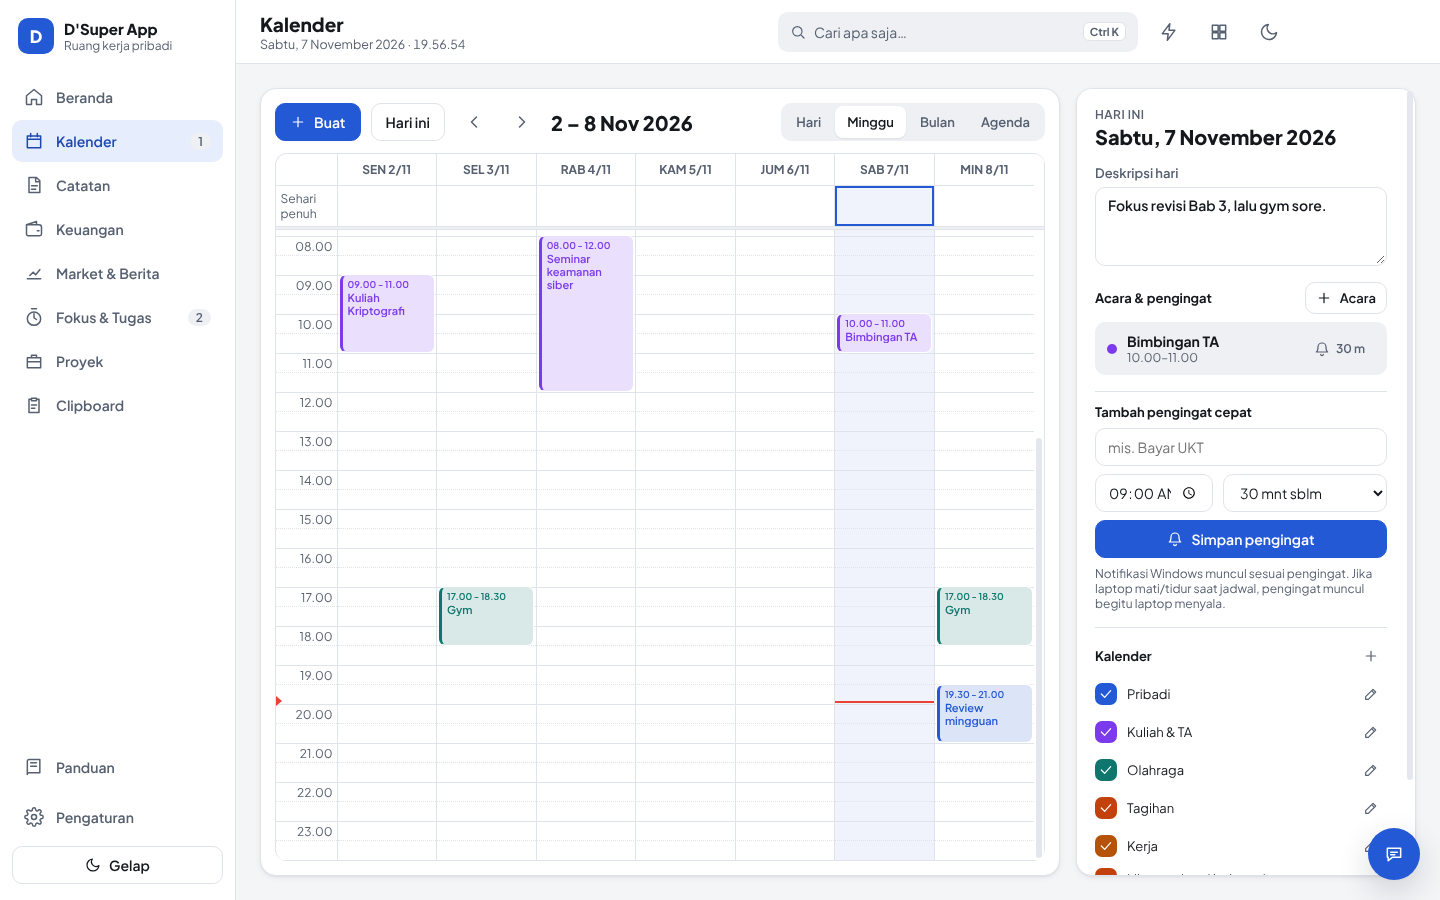 D
D'Super App
Ruang kerja pribadi
Beranda
Kalender 1
Catatan
Keuangan
Market & Berita
Fokus & Tugas 2
Proyek
Clipboard
Panduan
Pengaturan
Gelap
Kalender
Sabtu, 7 November 2026 · 19.56.54
Cari apa saja...
Ctrl K
Buat
Hari ini
2 – 8 Nov 2026
Hari
Minggu
Bulan
Agenda
SEN 2/11
SEL 3/11
RAB 4/11
KAM 5/11
JUM 6/11
SAB 7/11
MIN 8/11
Sehari
penuh
08.00
09.00
10.00
11.00
12.00
13.00
14.00
15.00
16.00
17.00
18.00
19.00
20.00
21.00
22.00
23.00
09.00 - 11.00
Kuliah
Kriptografi
17.00 - 18.30
Gym
08.00 - 12.00
Seminar
keamanan
siber
10.00 - 11.00
Bimbingan TA
17.00 - 18.30
Gym
19.30 - 21.00
Review
mingguan
HARI INI
Sabtu, 7 November 2026
Deskripsi hari
Fokus revisi Bab 3, lalu gym sore.
Acara & pengingat
Acara
Bimbingan TA
10.00–11.00
30 m
Tambah pengingat cepat
mis. Bayar UKT
09:00 AM
30 mnt sblm
Simpan pengingat
Notifikasi Windows muncul sesuai pengingat. Jika
laptop mati/tidur saat jadwal, pengingat muncul
begitu laptop menyala.
Kalender
Pribadi
Kuliah & TA
Olahraga
Tagihan
Kerja